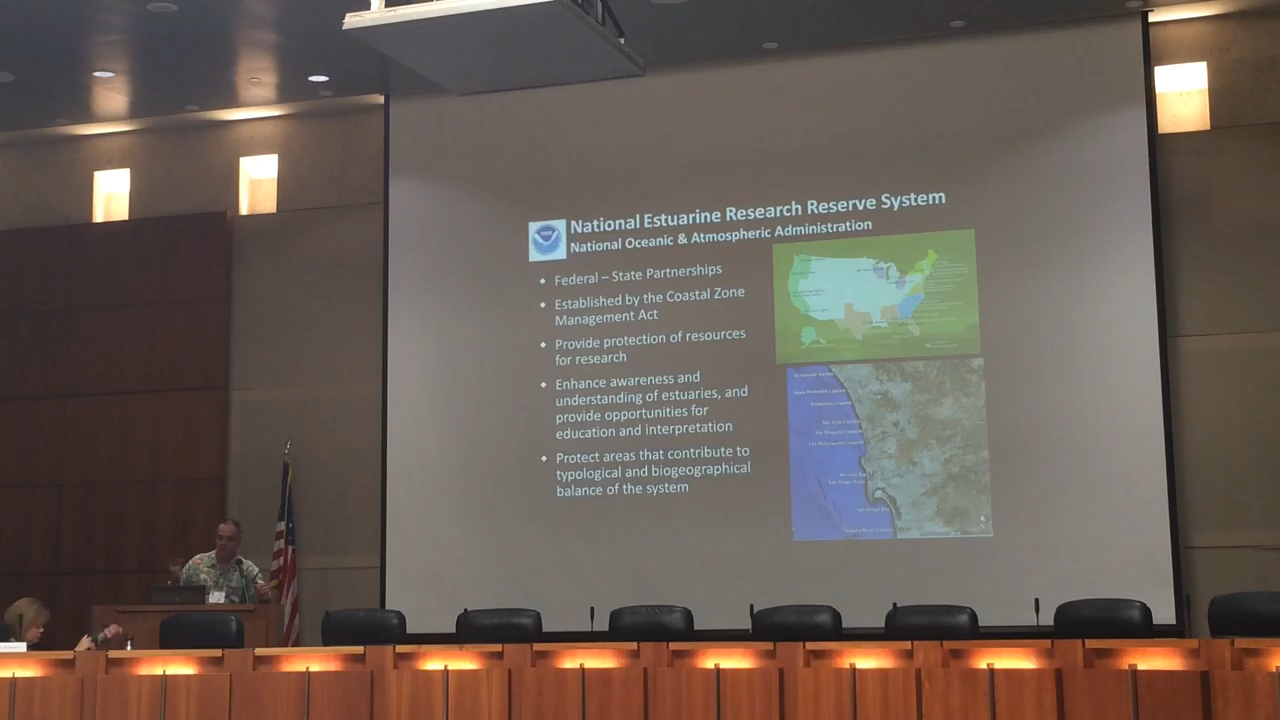 National Estuarine Research Reserve System
National Oceanic & Atmospheric Administration
Federal – State Partnerships
Established by the Coastal Zone
Management Act
Provide protection of resources
for research
Enhance awareness and
understanding of estuaries, and
provide opportunities for
education and interpretation
Protect areas that contribute to
typological and biogeographical
balance of the system